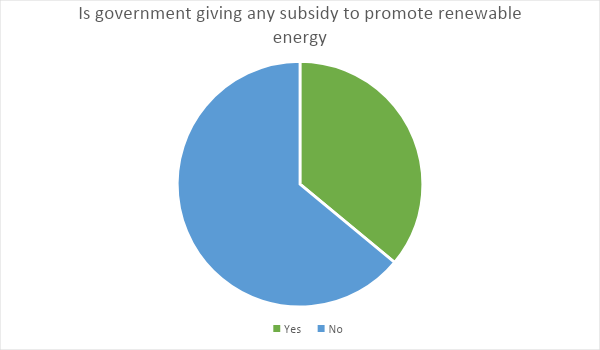 Is government giving any subsidy to promote renewable
energy
Yes No